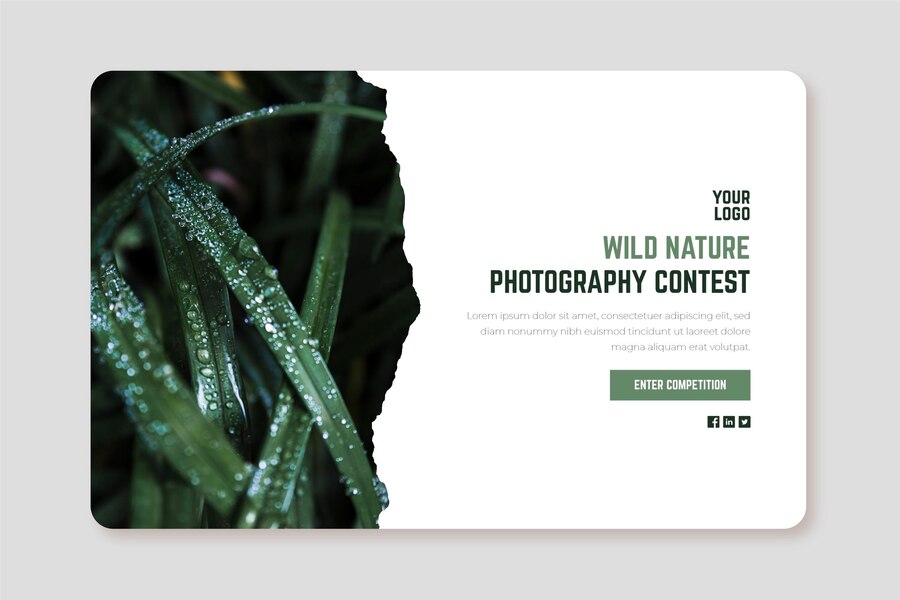 YOUR
LOGO
WILD NATURE
PHOTOGRAPHY CONTEST
Lorem ipsum dolor sit amet, consectetuer adipiscing elit, sed
diam nonummy nibh euismod tincidunt ut laoreet dolore
magna aliquam erat volutpat.
ENTER COMPETITION